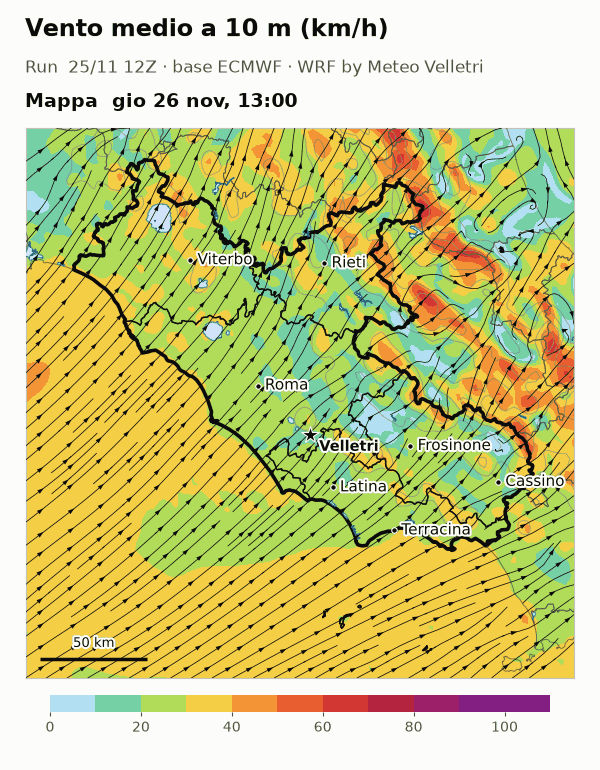 Vento medio a 10 m (km/h)
Run  25/11 12Z · base ECMWF · WRF by Meteo Velletri
Mappa  gio 26 nov, 13:00
Viterbo
Rieti
Roma
Velletri
Frosinone
Latina
Cassino
Terracina
50 km
0 20 40 60 80 100